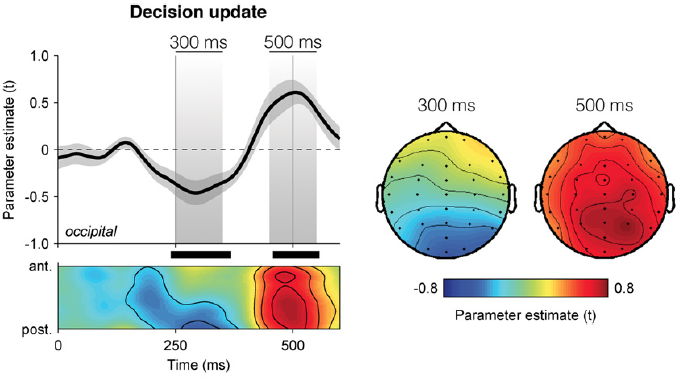 Decision update
300 ms
500 ms
1.0
0.5
0
-0.5
-1.0
Parameter estimate (t)
occipital
ant.
post.
0
250
500
Time (ms)
300 ms
500 ms
-0.8
0.8
Parameter estimate (t)